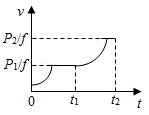 v
P₂/f
P₁/f
0 t₁ t₂ t